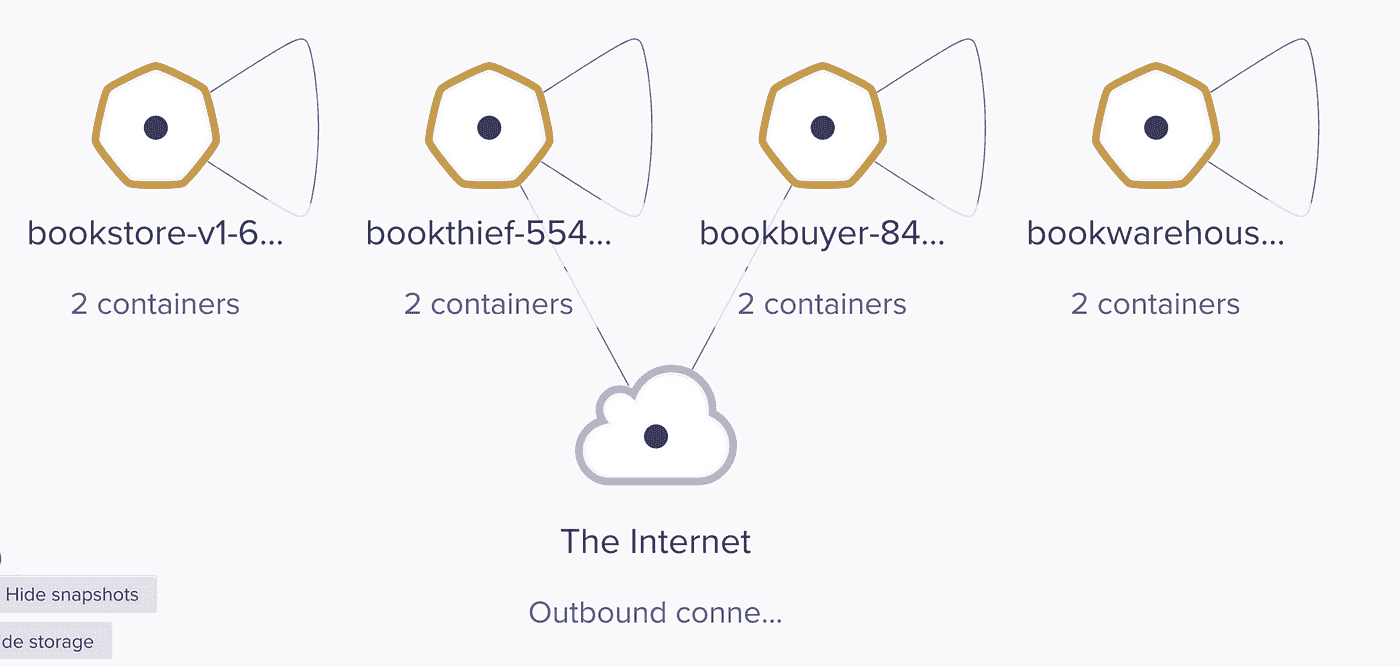 bookstore-v1-6...
bookthief-554...
bookbuyer-84...
bookwarehous...
2 containers
2 containers
2 containers
2 containers
The Internet
Outbound conne...
Hide snapshots
de storage